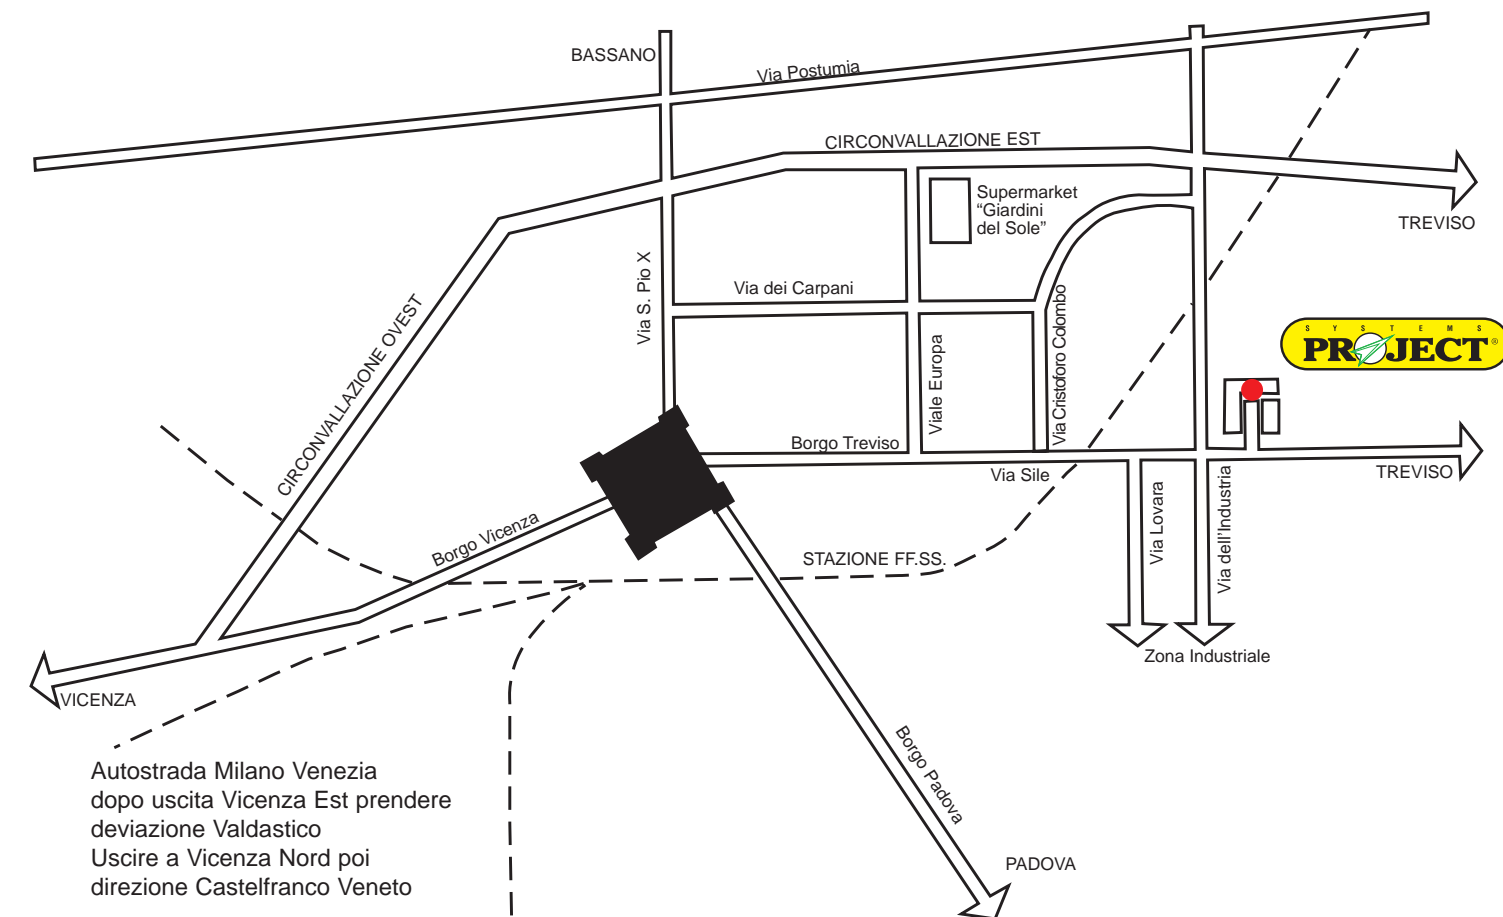 BASSANO
Via Postumia
CIRCONVALLAZIONE EST
Supermarket
“Giardini
del Sole”
TREVISO
Via S. Pio X
Via dei Carpani
CIRCONVALLAZIONE OVEST
Viale Europa
Via Cristoforo Colombo
SYSTEMS
PROJECT®
Borgo Treviso
Via Sile
TREVISO
Borgo Vicenza
STAZIONE FF.SS.
Via Lovara
Via dell'Industria
Zona Industriale
VICENZA
Borgo Padova
PADOVA
Autostrada Milano Venezia
dopo uscita Vicenza Est prendere
deviazione Valdastico
Uscire a Vicenza Nord poi
direzione Castelfranco Veneto